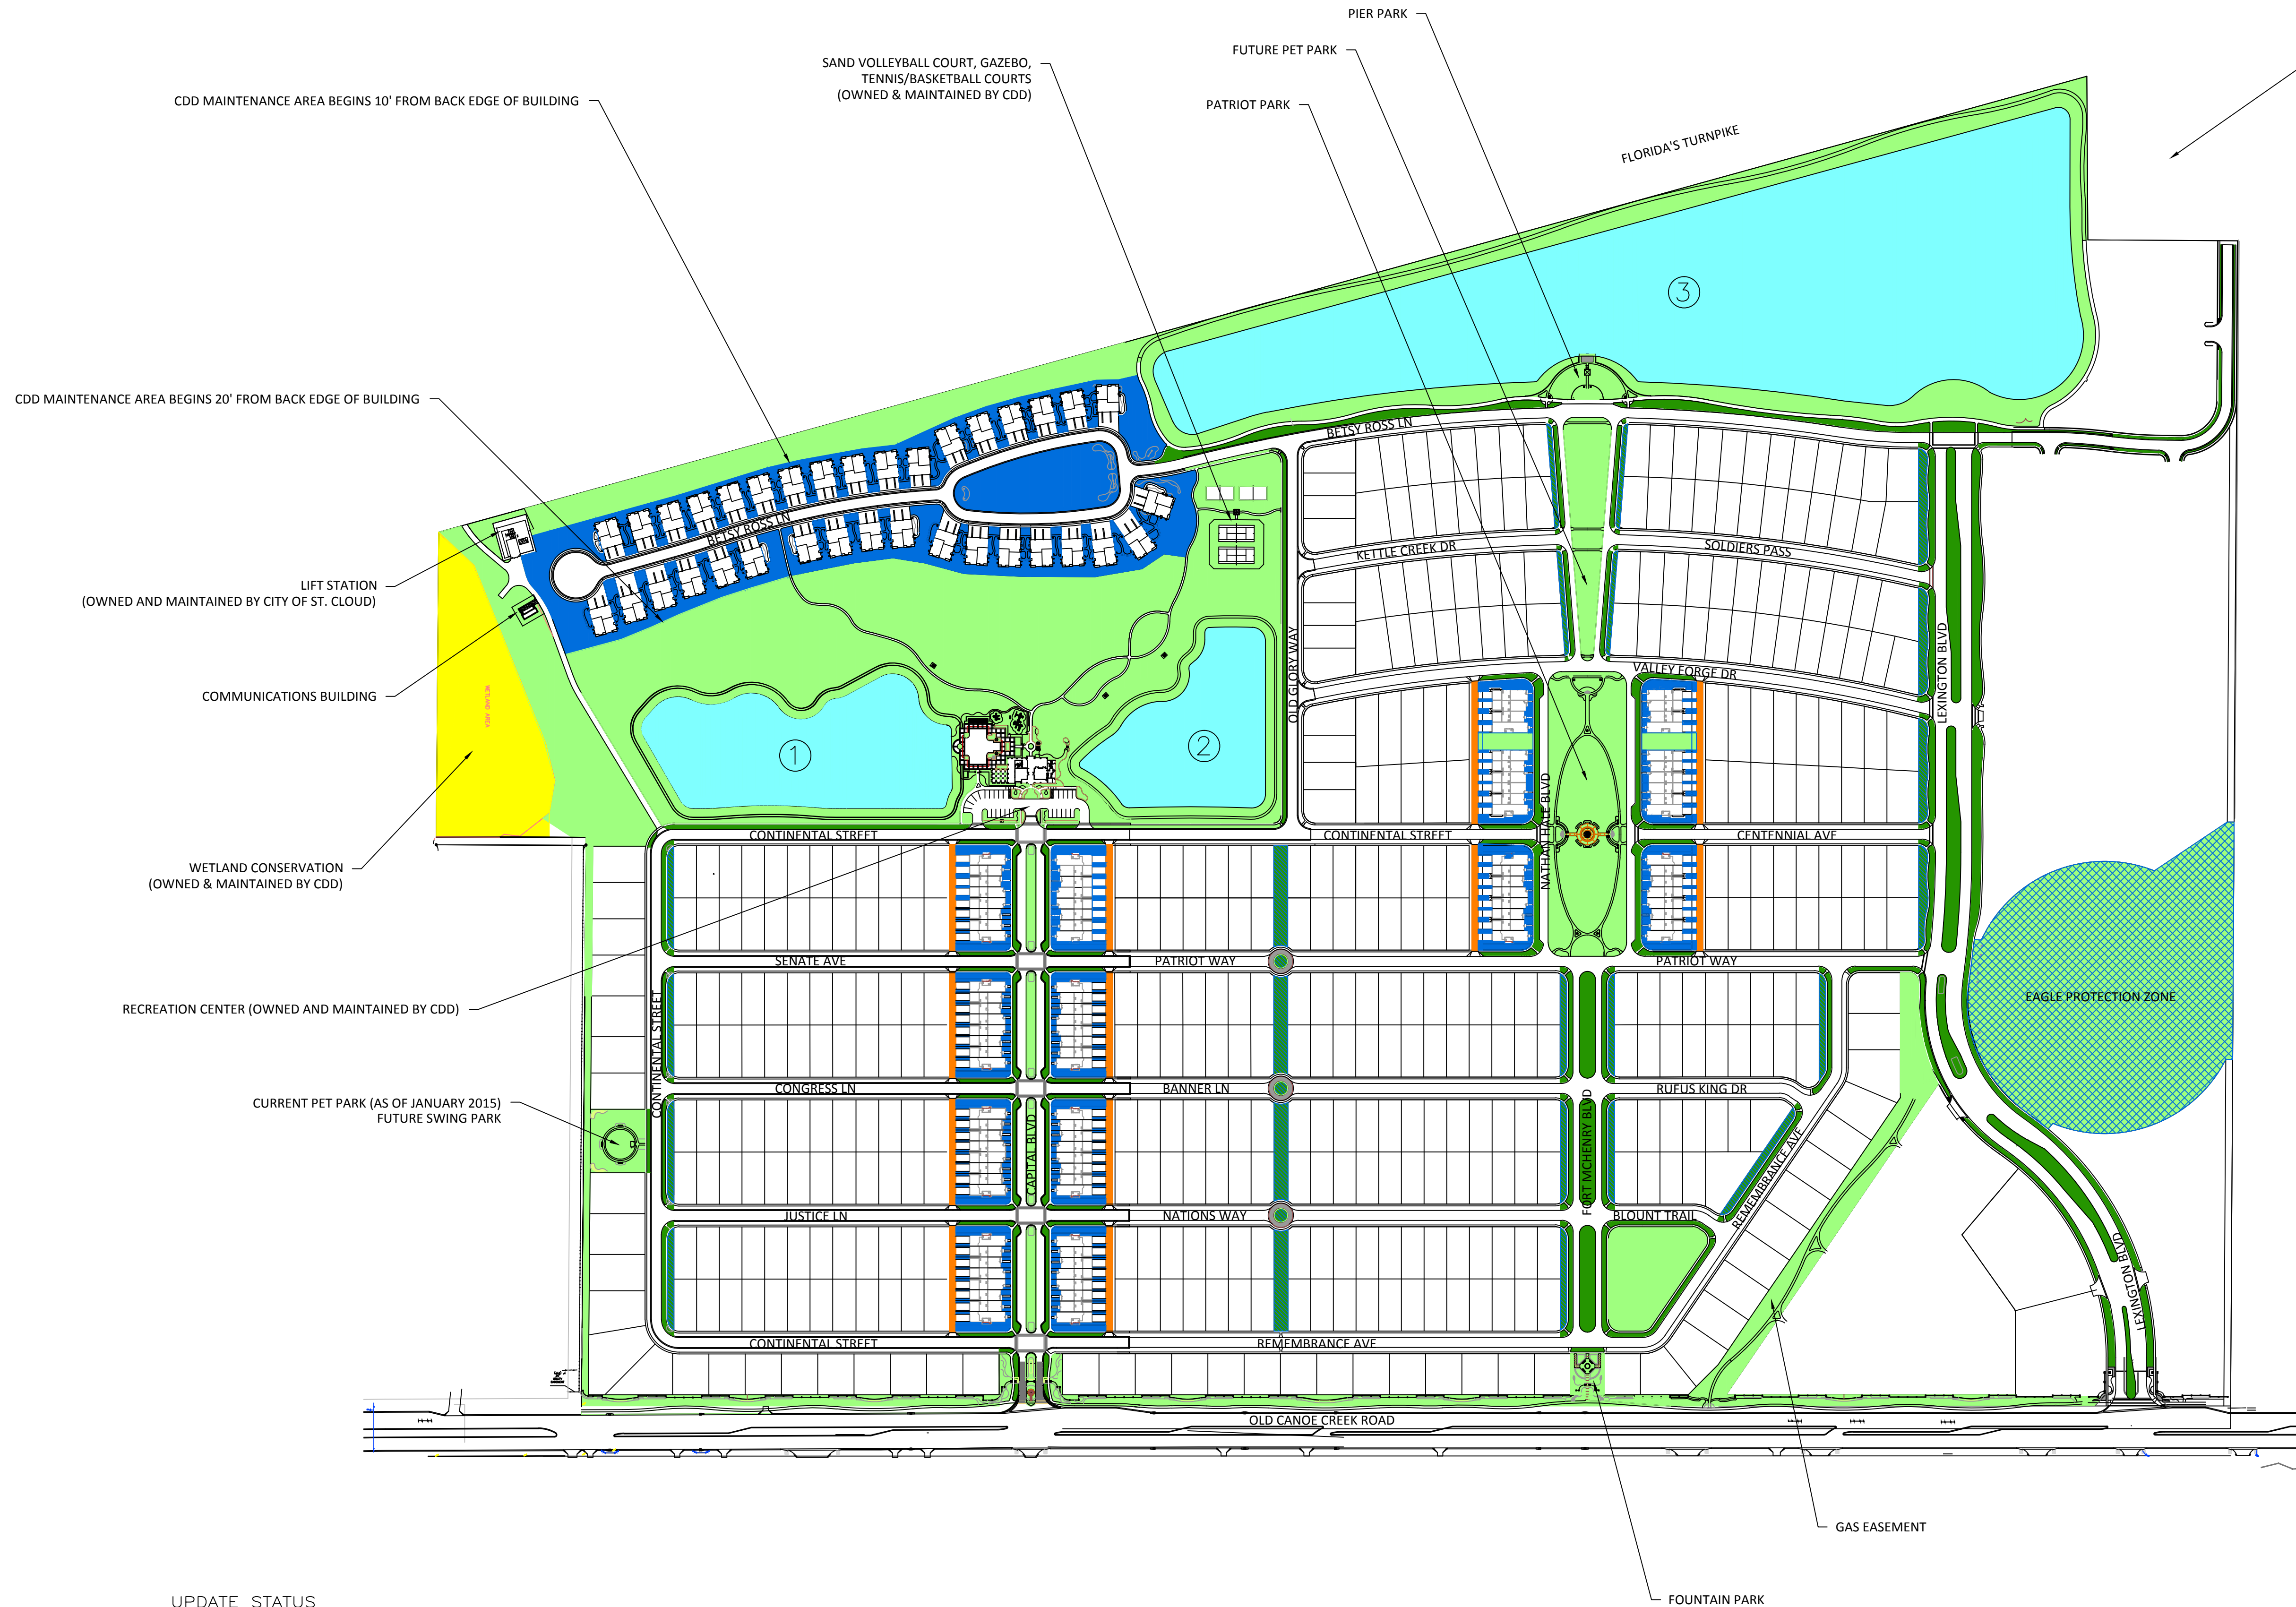 PIER PARK
FUTURE PET PARK
SAND VOLLEYBALL COURT, GAZEBO,
TENNIS/BASKETBALL COURTS
(OWNED & MAINTAINED BY CDD)
CDD MAINTENANCE AREA BEGINS 10' FROM BACK EDGE OF BUILDING
PATRIOT PARK
FLORIDA'S TURNPIKE
3
CDD MAINTENANCE AREA BEGINS 20' FROM BACK EDGE OF BUILDING
BETSY ROSS LN
BETSY ROSS LN
KETTLE CREEK DR
SOLDIERS PASS
LIFT STATION
(OWNED AND MAINTAINED BY CITY OF ST. CLOUD)
OLD GLORY WAY
LEXINGTON BLVD
VALLEY FORGE DR
COMMUNICATIONS BUILDING
WETLAND AREA
1
2
NATHAN HALE BLVD
CONTINENTAL STREET
CONTINENTAL STREET
CENTENNIAL AVE
WETLAND CONSERVATION
(OWNED & MAINTAINED BY CDD)
SENATE AVE
PATRIOT WAY
PATRIOT WAY
EAGLE PROTECTION ZONE
RECREATION CENTER (OWNED AND MAINTAINED BY CDD)
CONTINENTAL STREET
CONGRESS LN
BANNER LN
RUFUS KING DR
CURRENT PET PARK (AS OF JANUARY 2015)
FUTURE SWING PARK
CAPITAL BLVD
FORT MCHENRY BLVD
REMEMBRANCE AVE
JUSTICE LN
NATIONS WAY
BLOUNT TRAIL
LEXINGTON BLVD
CONTINENTAL STREET
REMEMBRANCE AVE
OLD CANOE CREEK ROAD
GAS EASEMENT
FOUNTAIN PARK
UPDATE STATUS